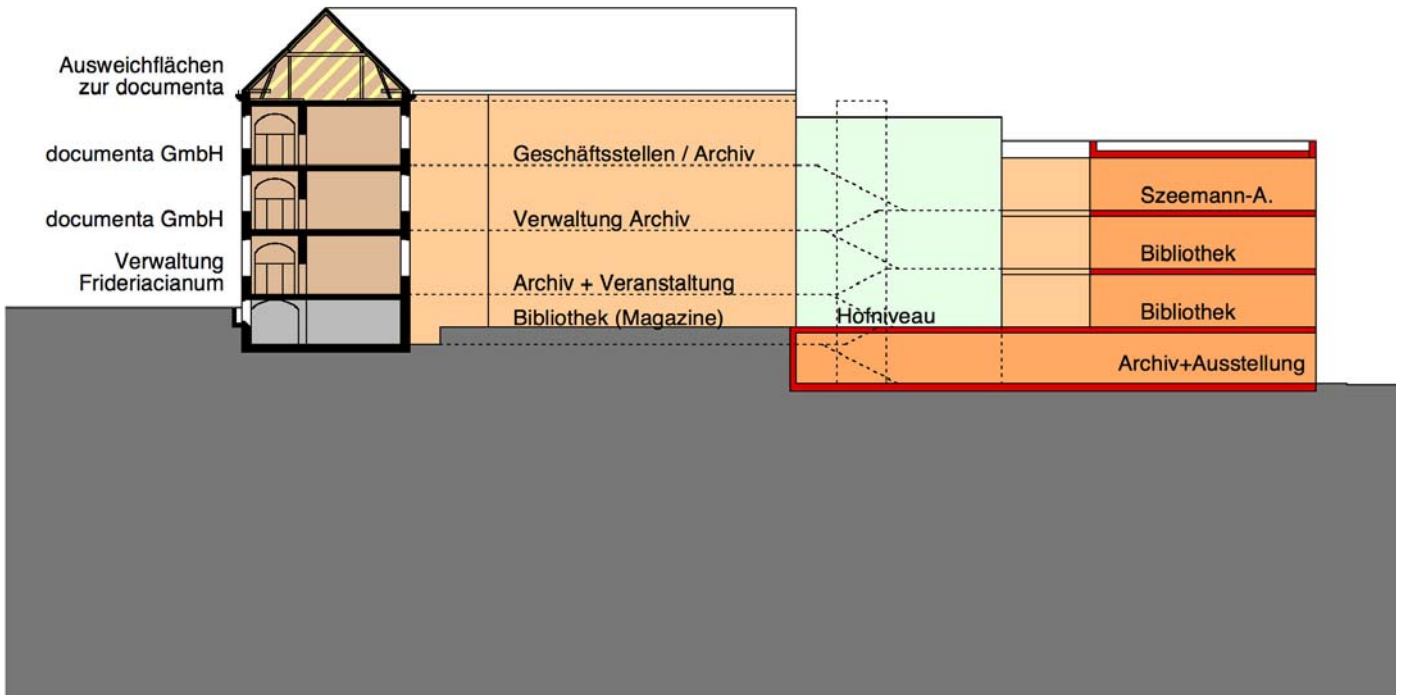 Ausweichflächen
zur documenta
documenta GmbH
documenta GmbH
Verwaltung
Frideriacianum
Geschäftsstellen / Archiv
Verwaltung Archiv
Archiv + Veranstaltung
Bibliothek (Magazine)
Hofniveau
Szeemann-A.
Bibliothek
Bibliothek
Archiv+Ausstellung